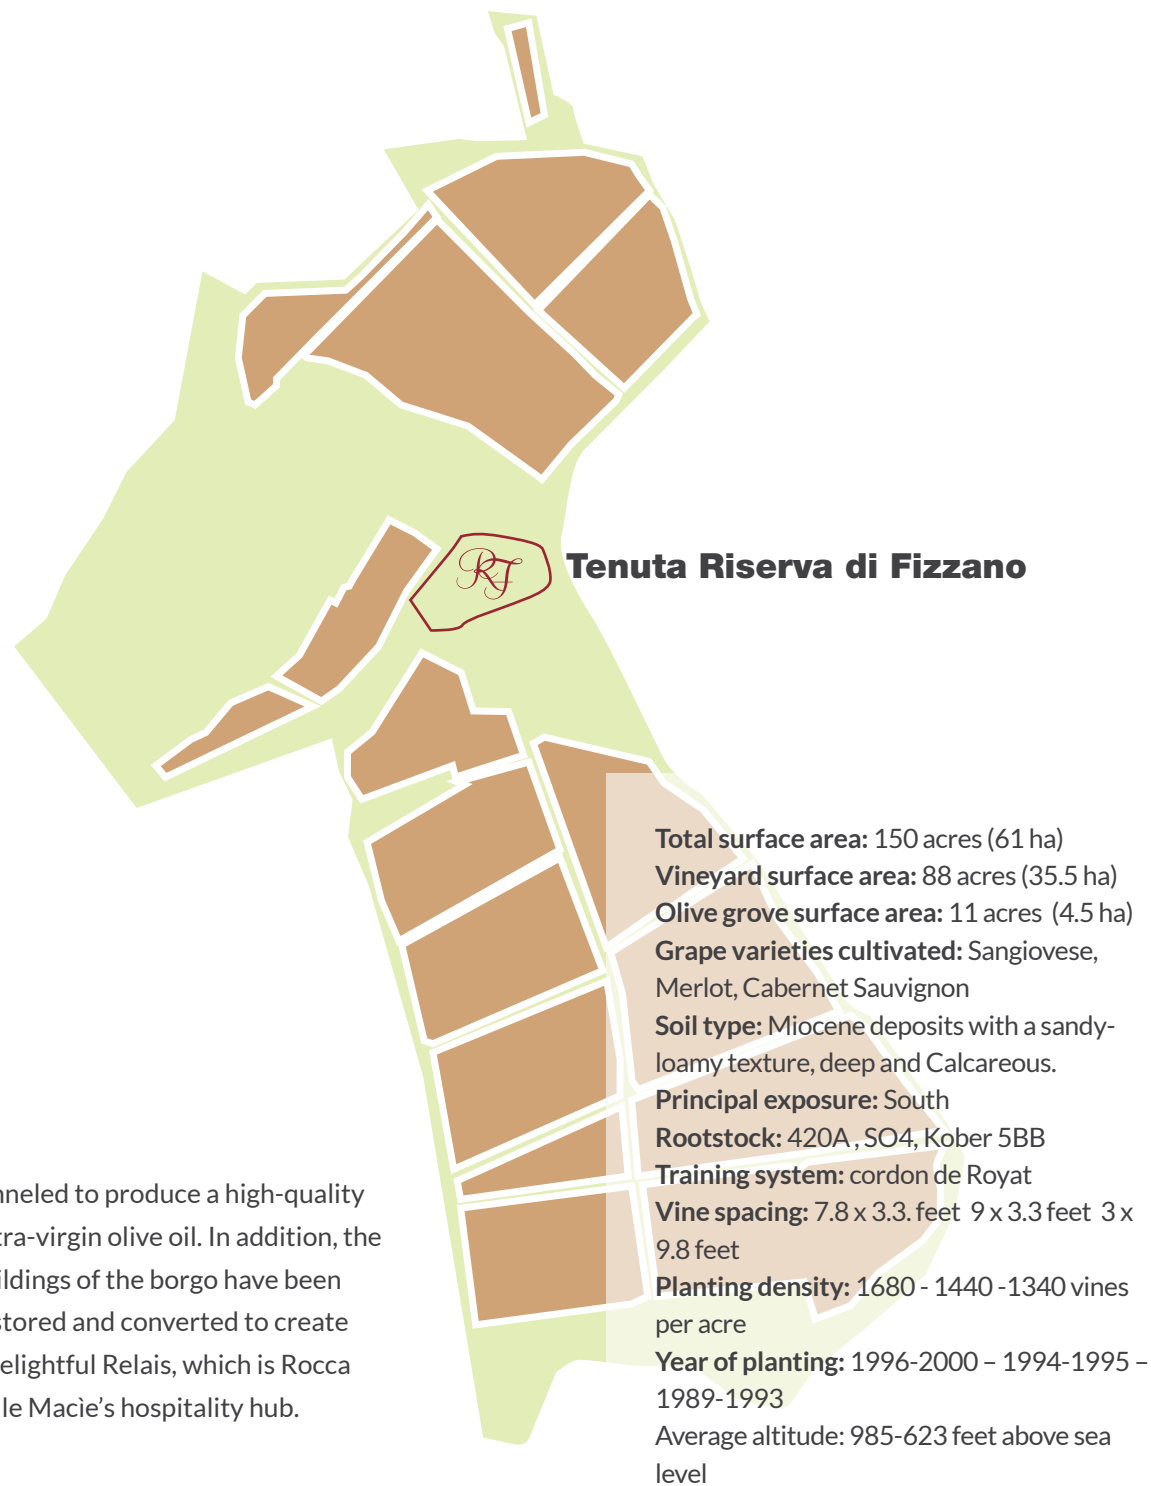 RF
Tenuta Riserva di Fizzano
Total surface area: 150 acres (61 ha)
Vineyard surface area: 88 acres (35.5 ha)
Olive grove surface area: 11 acres (4.5 ha)
Grape varieties cultivated: Sangiovese,
Merlot, Cabernet Sauvignon
Soil type: Miocene deposits with a sandy-
loamy texture, deep and Calcareous.
Principal exposure: South
Rootstock: 420A , SO4, Kober 5BB
Training system: cordon de Royat
Vine spacing: 7.8 x 3.3. feet 9 x 3.3 feet 3 x
9.8 feet
Planting density: 1680 - 1440 -1340 vines
per acre
Year of planting: 1996-2000 – 1994-1995 –
1989-1993
Average altitude: 985-623 feet above sea
level
nneled to produce a high-quality
tra-virgin olive oil. In addition, the
ildings of the borgo have been
stored and converted to create
elightful Relais, which is Rocca
le Macìe’s hospitality hub.